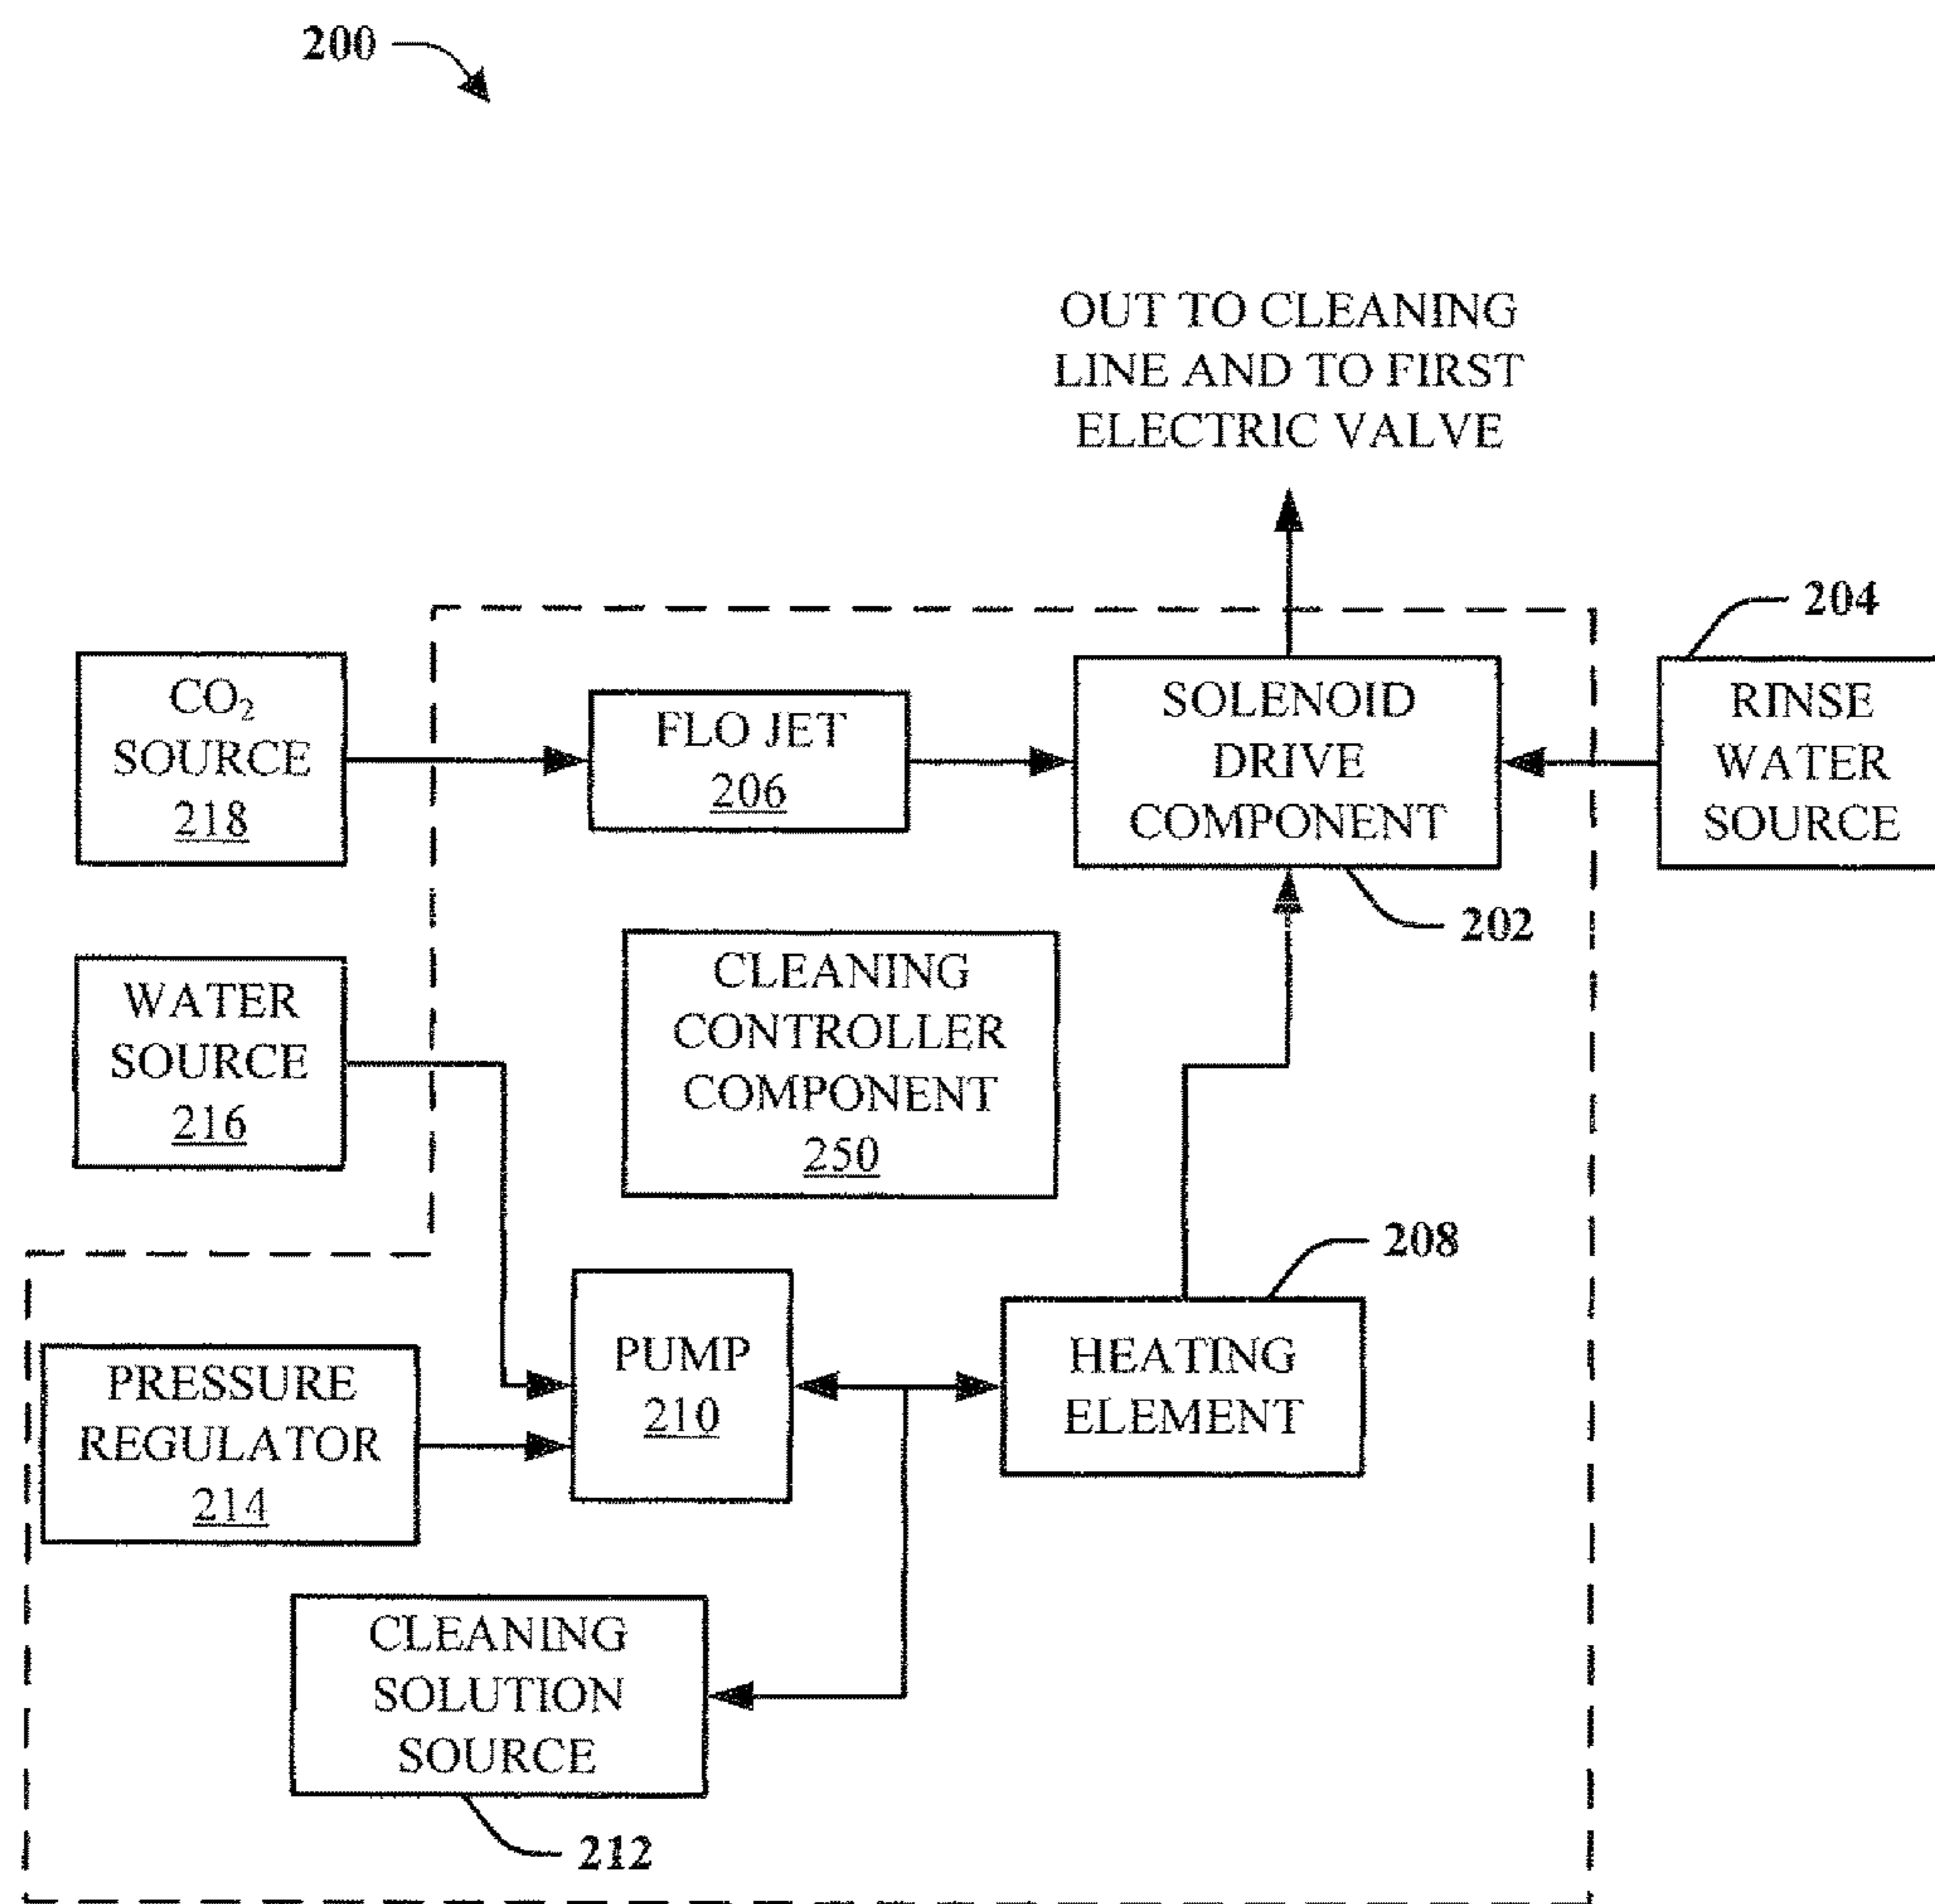 200
OUT TO CLEANING
LINE AND TO FIRST
ELECTRIC VALVE
204
CO₂
SOURCE
218
FLO JET
206
SOLENOID
DRIVE
COMPONENT
RINSE
WATER
SOURCE
202
WATER
SOURCE
216
CLEANING
CONTROLLER
COMPONENT
250
208
PRESSURE
REGULATOR
214
PUMP
210
HEATING
ELEMENT
CLEANING
SOLUTION
SOURCE
212